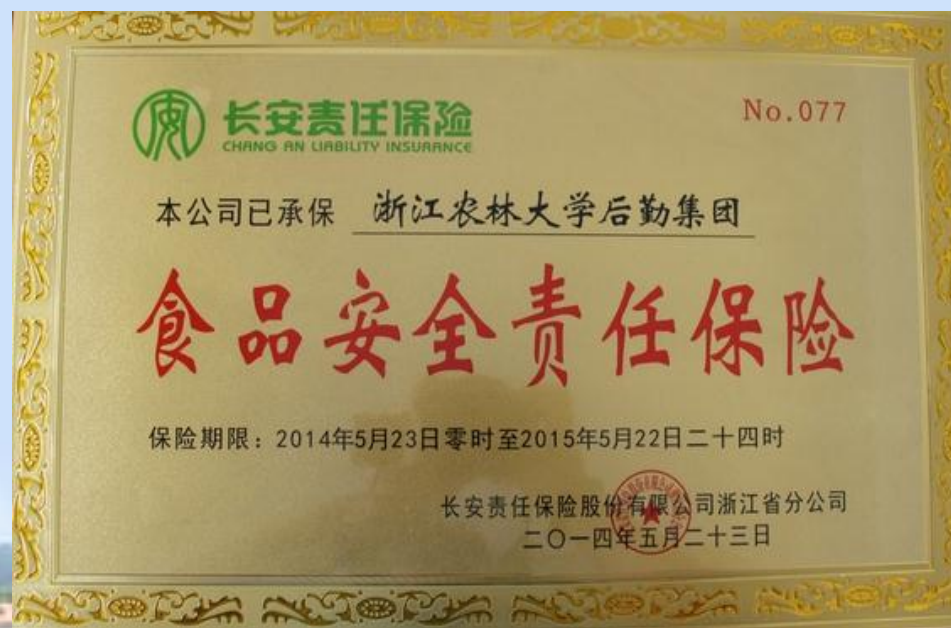 长安责任保险
CHANG AN LIABILITY INSURANCE
No.077
本公司已承保 浙江农林大学后勤集团
食品安全责任保险
保险期限：2014年5月23日零时至2015年5月22日二十四时
长安责任保险股份有限公司浙江省分公司
二〇一四年五月二十三日